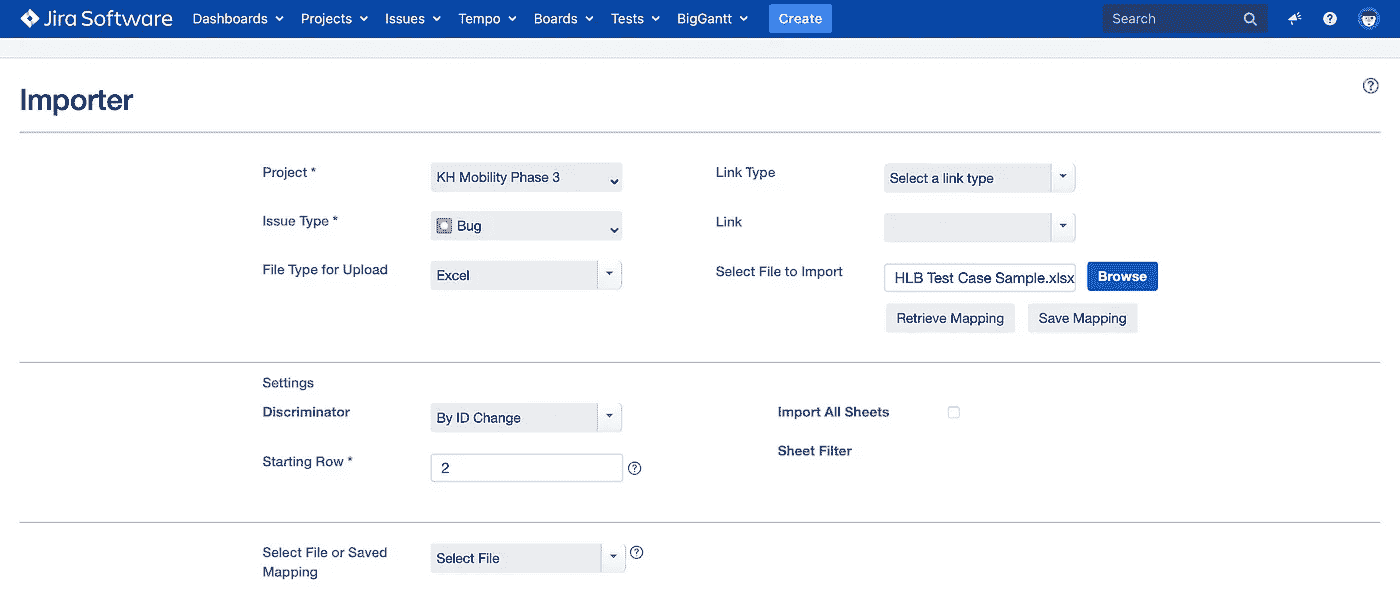 Jira Software Dashboards Projects Issues Tempo Boards Tests BigGantt Create Search
Importer
Project * KH Mobility Phase 3 Link Type Select a link type
Issue Type * Bug Link
File Type for Upload Excel Select File to Import HLB Test Case Sample.xlsx Browse
Retrieve Mapping Save Mapping
Settings
Discriminator By ID Change Import All Sheets
Starting Row * 2 Sheet Filter
Select File or Saved Select File
Mapping